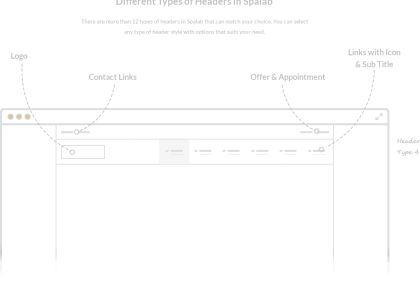 Different Types of Headers in Spalab
There are more than 12 types of headers in Spalab that can match your choice. You can select
any type of header style with options that suits your need.
Logo
Contact Links
Offer & Appointment
Links with Icon
& Sub Title
Header
Type 4